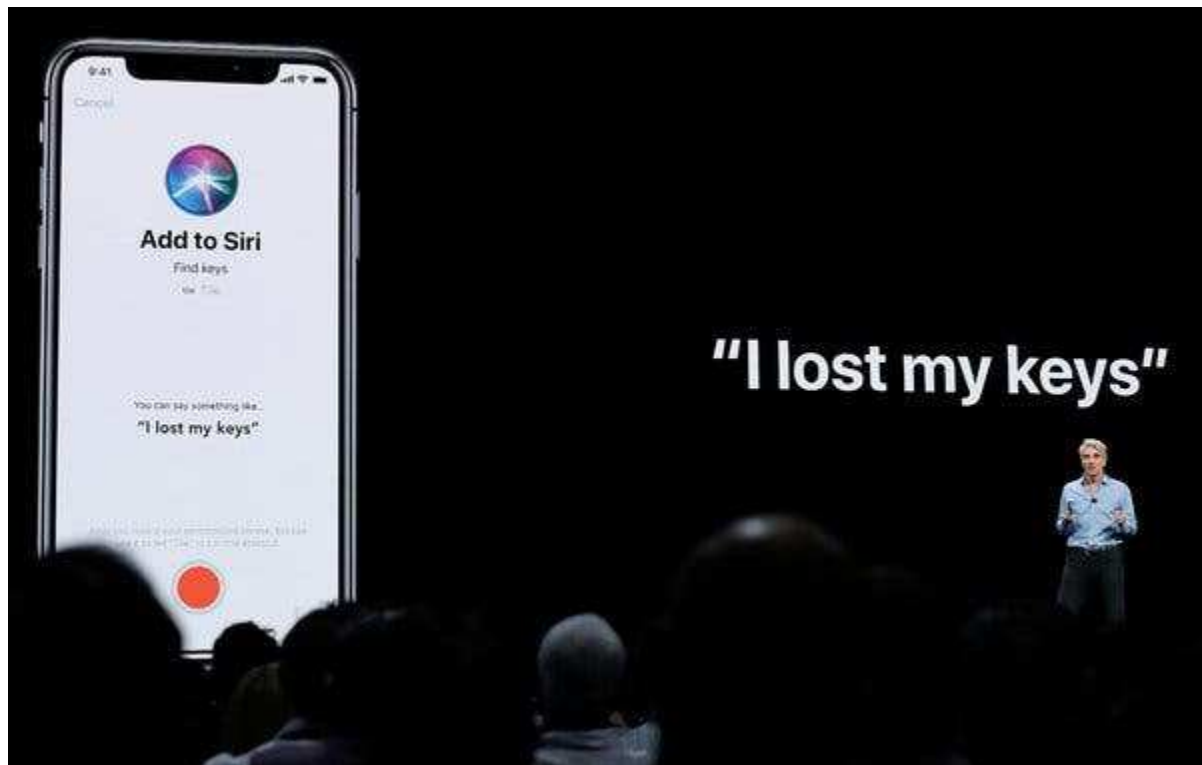 9:41
Cancel
Add to Siri
Find keys
You can say something like...
"I lost my keys"
“I lost my keys”